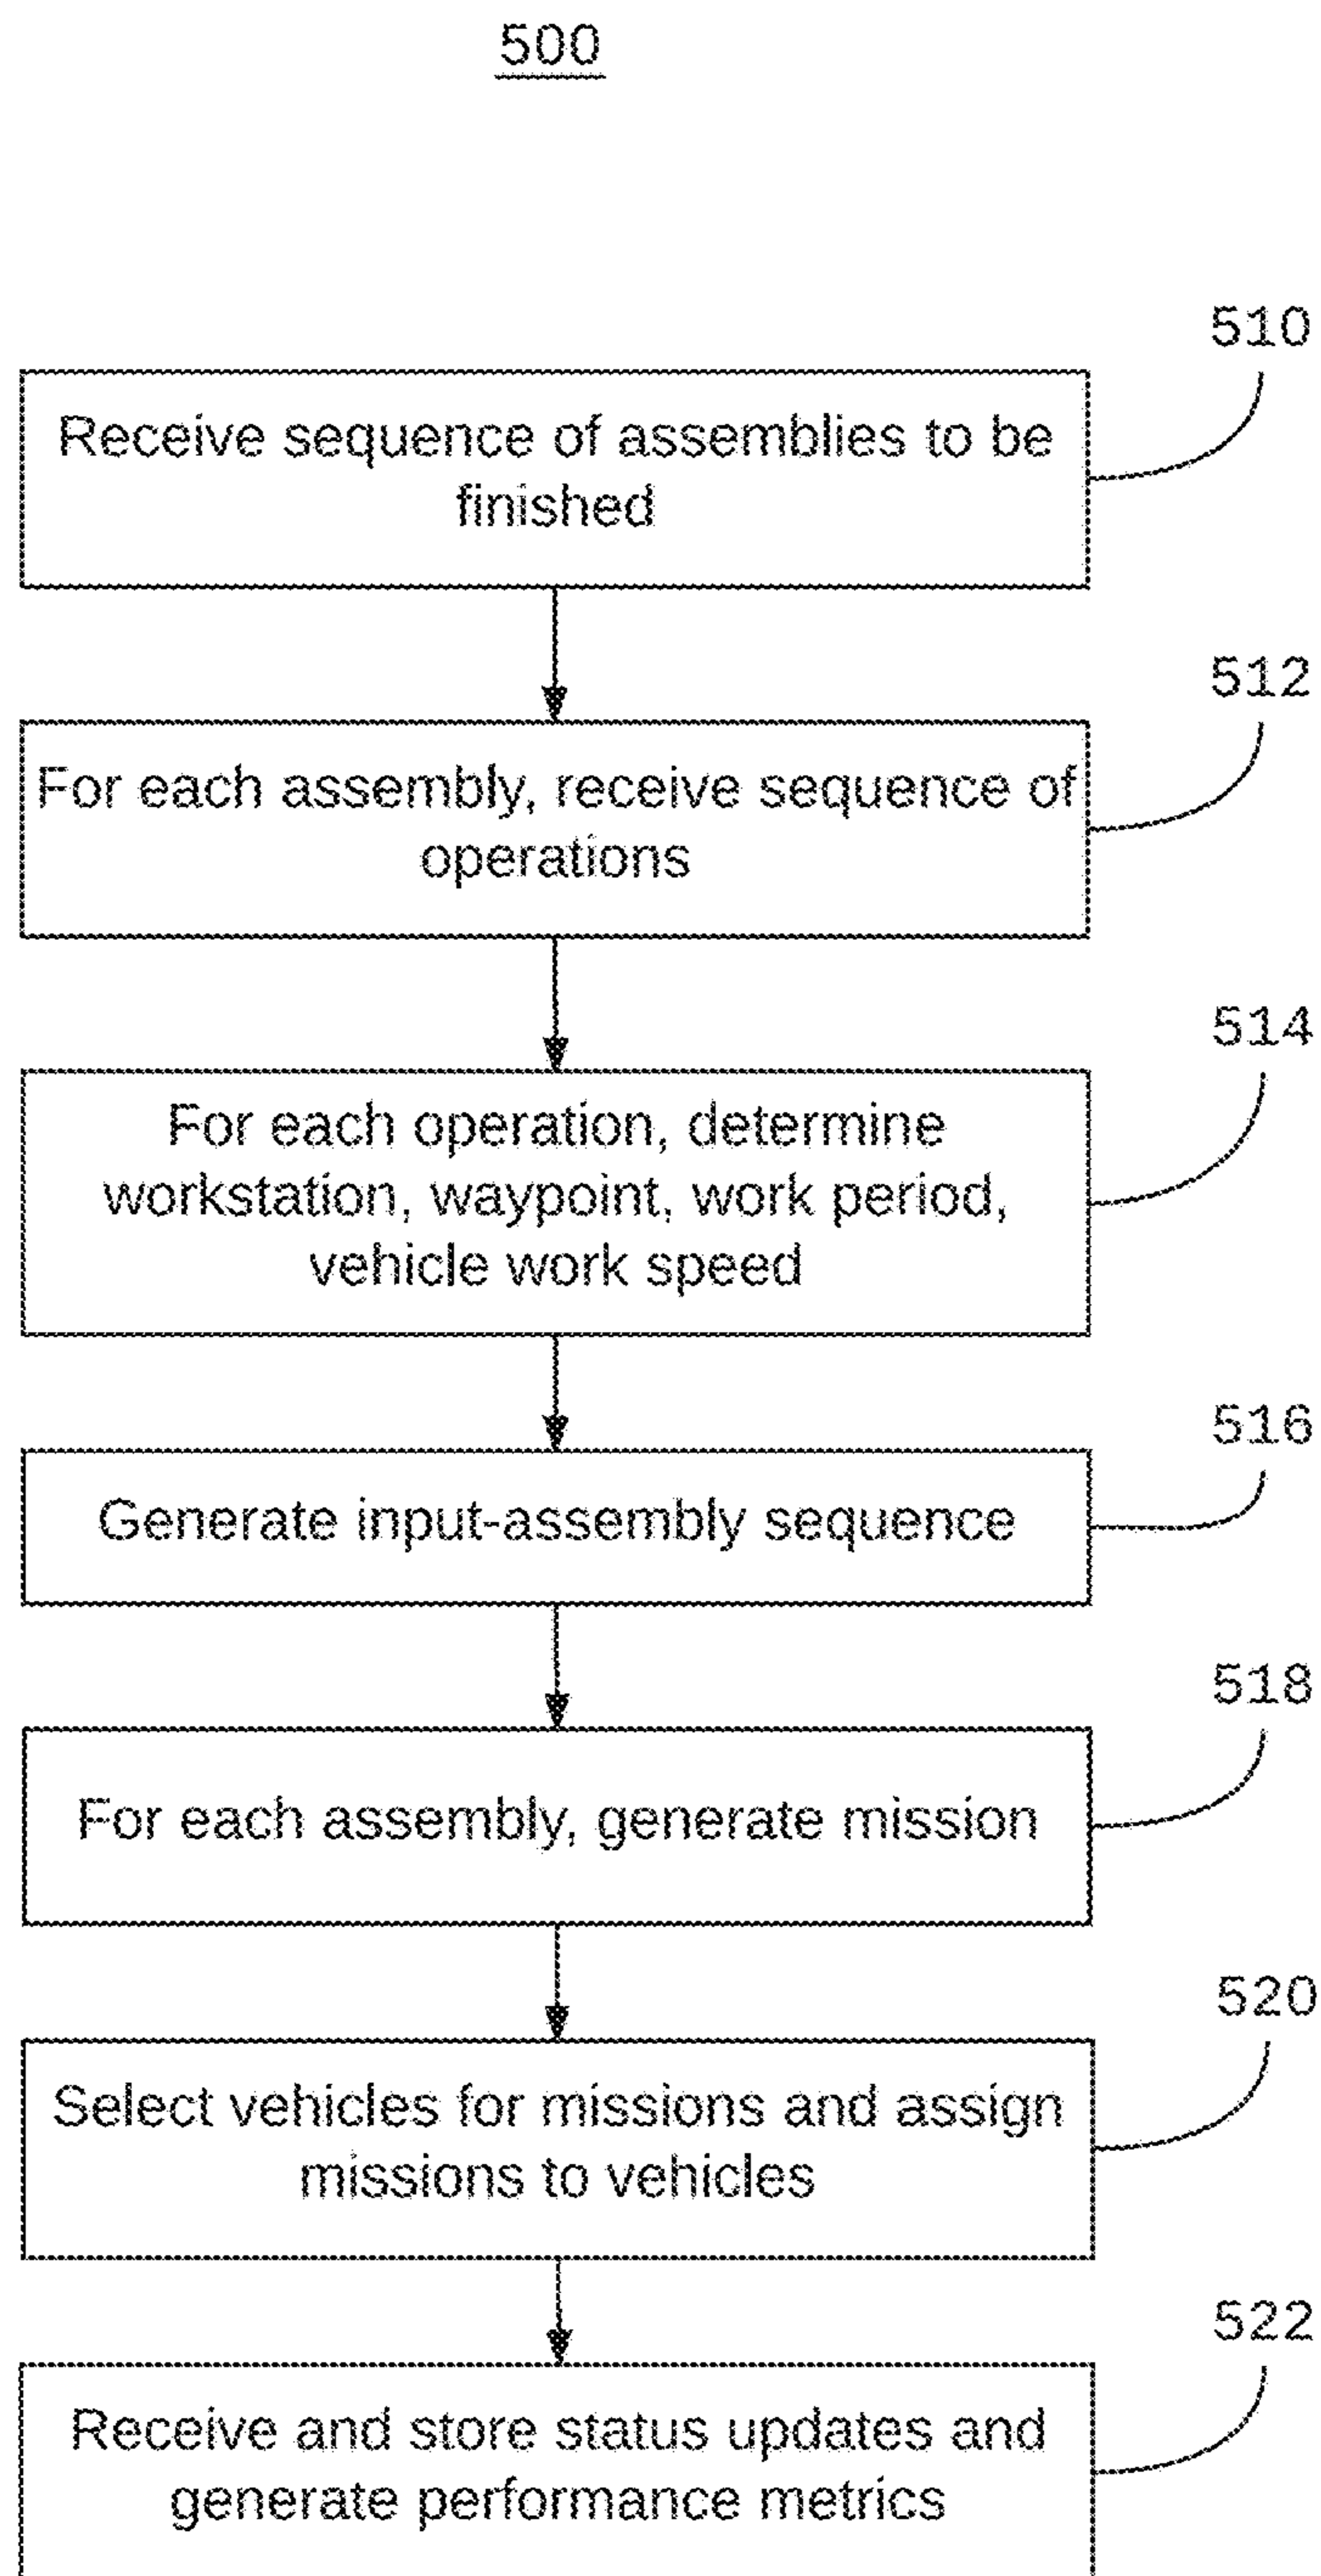 500
510
Receive sequence of assemblies to be
finished
512
For each assembly, receive sequence of
operations
514
For each operation, determine
workstation, waypoint, work period,
vehicle work speed
516
Generate input-assembly sequence
518
For each assembly, generate mission
520
Select vehicles for missions and assign
missions to vehicles
522
Receive and store status updates and
generate performance metrics